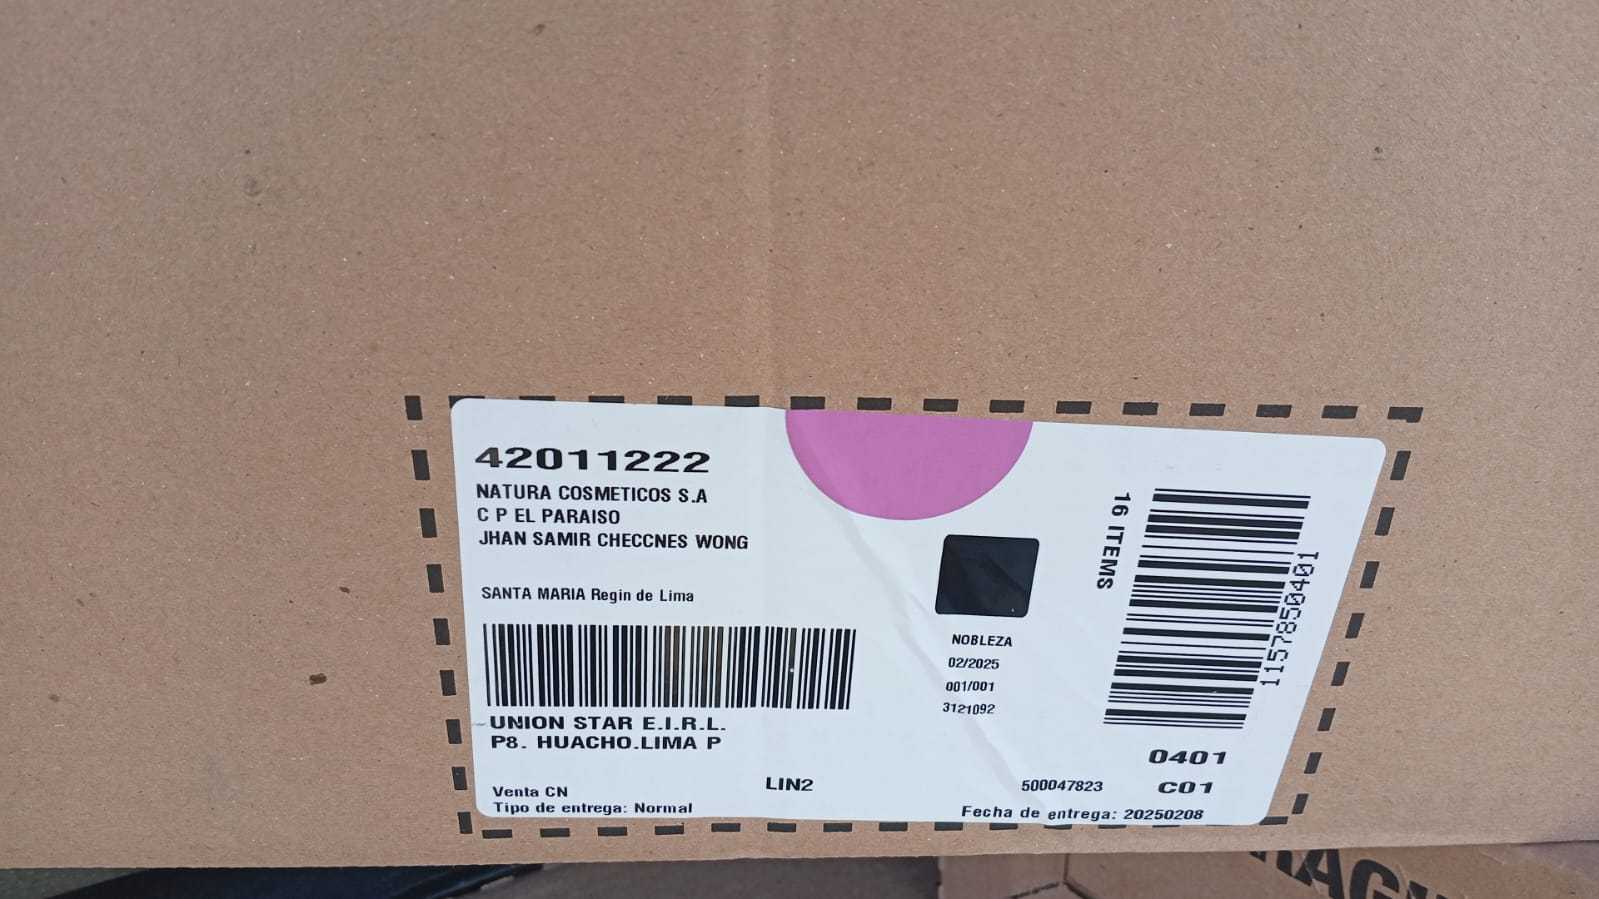 42011222
NATURA COSMETICOS S.A
C P EL PARAISO
JHAN SAMIR CHECCNES WONG
SANTA MARIA Regin de Lima
UNION STAR E.I.R.L.
P8. HUACHO.LIMA P
Venta CN
Tipo de entrega: Normal
LIN2
NOBLEZA
02/2025
001/001
3121092
16 ITEMS
1157850401
0401
500047823
C01
Fecha de entrega: 20250208